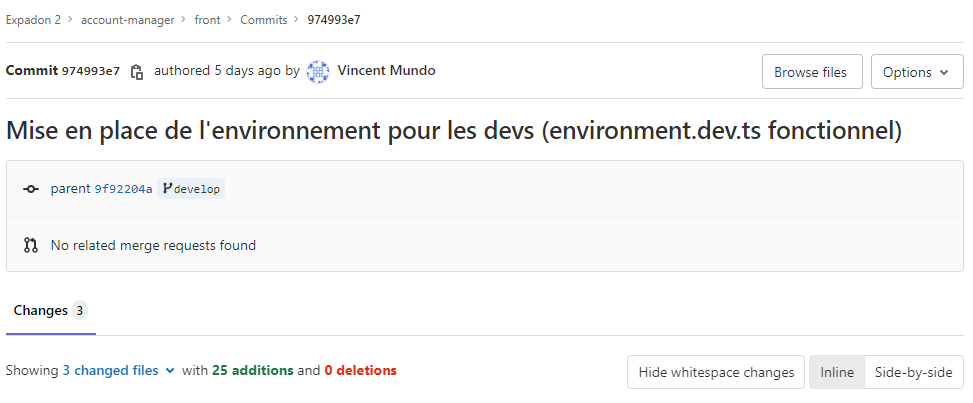 Expadon 2 > account-manager > front > Commits > 974993e7
Commit 974993e7 authored 5 days ago by Vincent Mundo
Browse files
Options
Mise en place de l'environnement pour les devs (environment.dev.ts fonctionnel)
parent 9f92204a develop
No related merge requests found
Changes 3
Showing 3 changed files with 25 additions and 0 deletions
Hide whitespace changes
Inline
Side-by-side